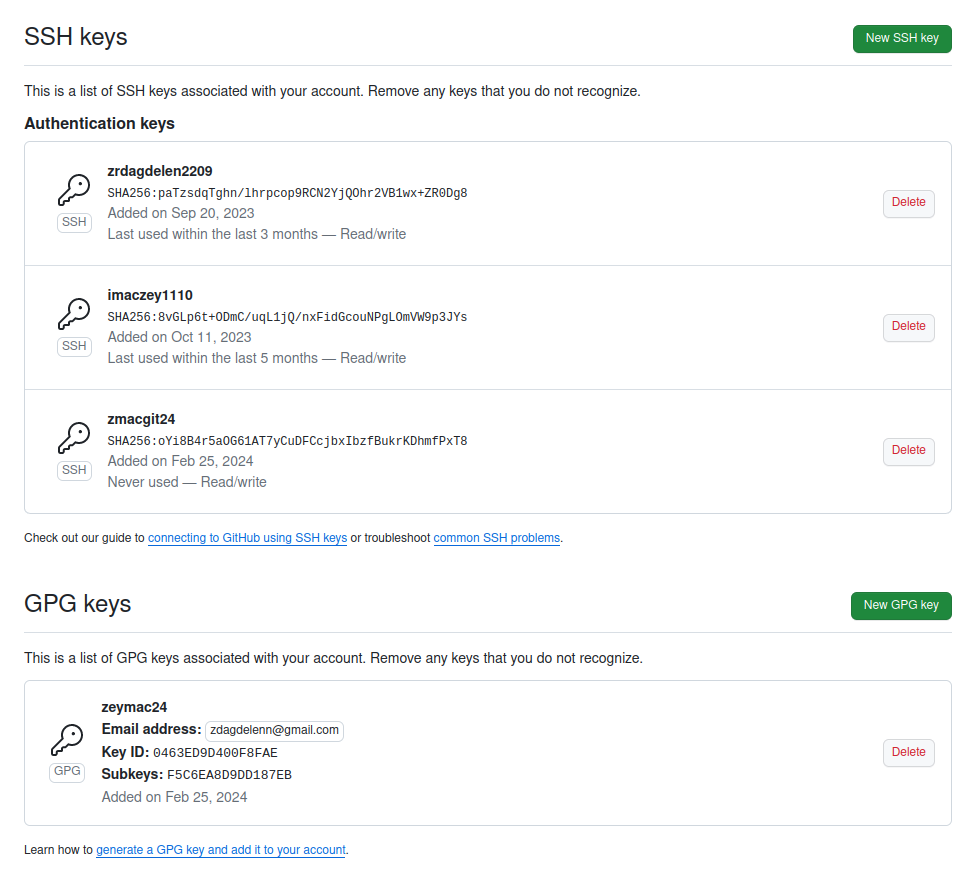 SSH keys
New SSH key
This is a list of SSH keys associated with your account. Remove any keys that you do not recognize.
Authentication keys
zrdagdelen2209
SHA256:paTzsdqTghn/lhrpcop9RCN2YjQOhr2VB1wx+ZR0Dg8
SSH
Added on Sep 20, 2023
Last used within the last 3 months — Read/write
Delete
imaczey1110
SHA256:8vGLp6t+ODmC/uqL1jQ/nxFidGcouNPgLOmVW9p3JYs
SSH
Added on Oct 11, 2023
Last used within the last 5 months — Read/write
Delete
zmacgit24
SHA256:oYi8B4r5aOG61AT7yCuDFCcjbxIbzfBukrKDhmfPxT8
SSH
Added on Feb 25, 2024
Never used — Read/write
Delete
Check out our guide to connecting to GitHub using SSH keys or troubleshoot common SSH problems.
GPG keys
New GPG key
This is a list of GPG keys associated with your account. Remove any keys that you do not recognize.
zeymac24
Email address: zdagdelenn@gmail.com
Key ID: 0463ED9D400F8FAE
GPG
Subkeys: F5C6EA8D9DD187EB
Added on Feb 25, 2024
Delete
Learn how to generate a GPG key and add it to your account.